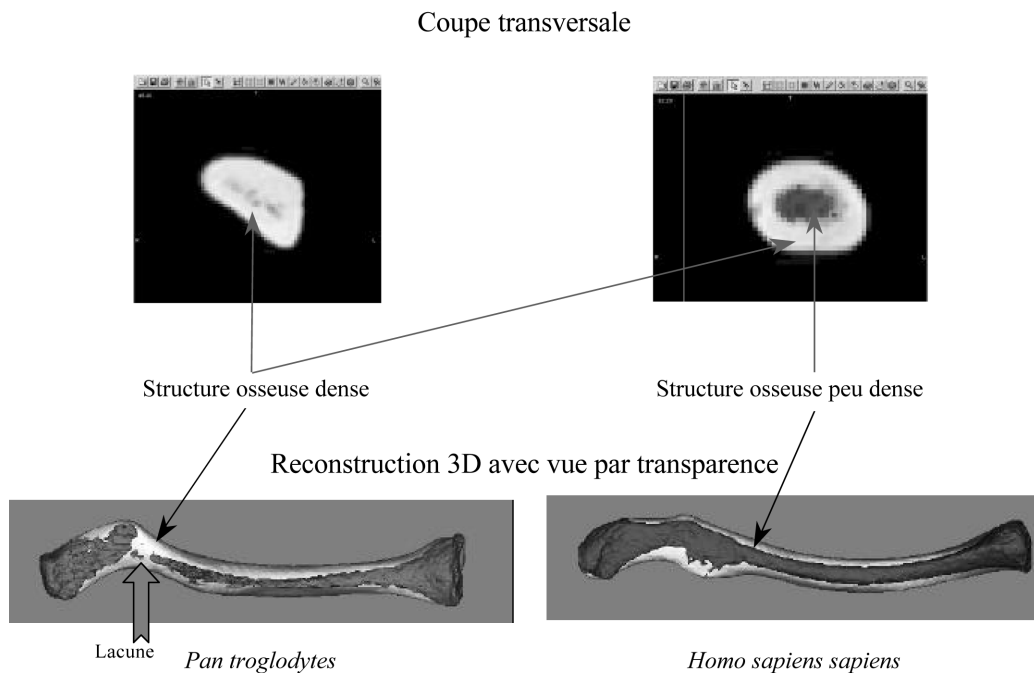 Coupe transversale
Structure osseuse dense
Structure osseuse peu dense
Reconstruction 3D avec vue par transparence
Lacune
Pan troglodytes
Homo sapiens sapiens